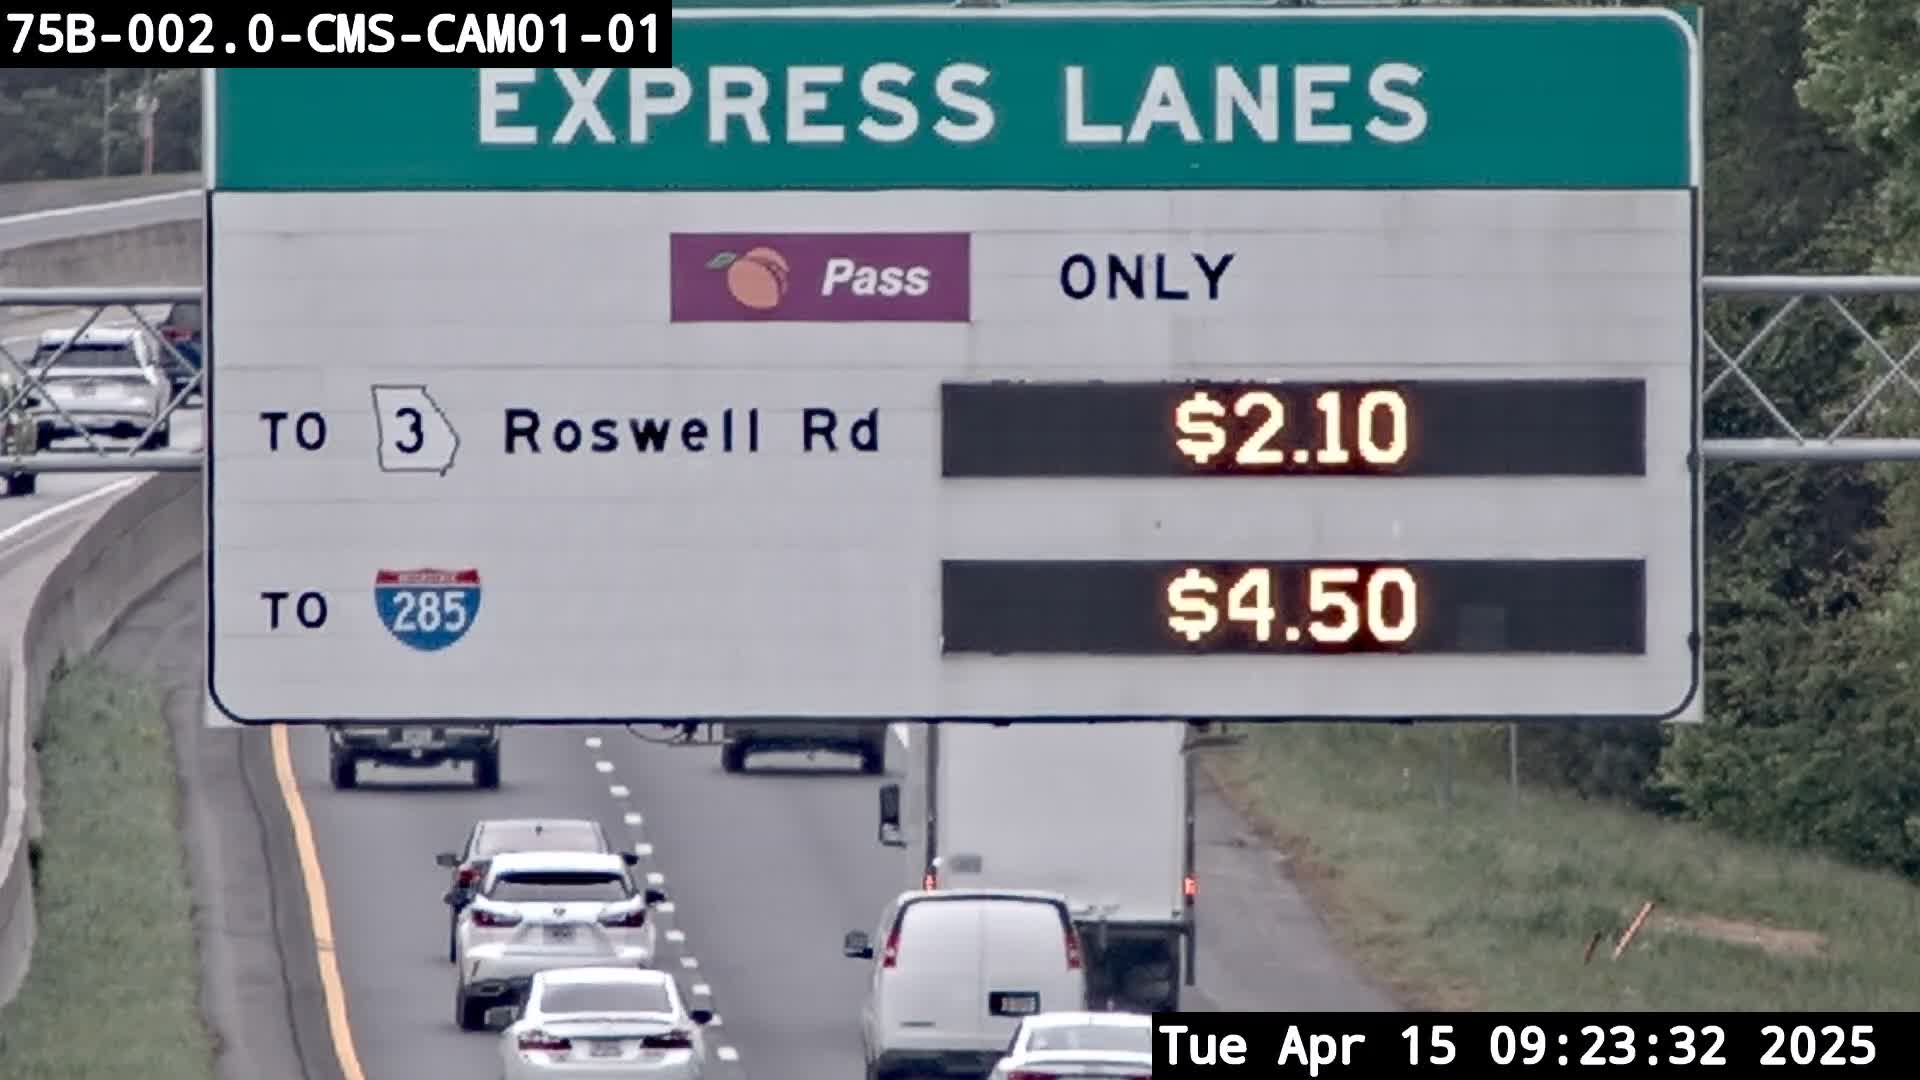 75B-002.0-CMS-CAM01-01
EXPRESS LANES
Pass ONLY
TO 3 Roswell Rd $2.10
TO 285 $4.50
Tue Apr 15 09:23:32 2025